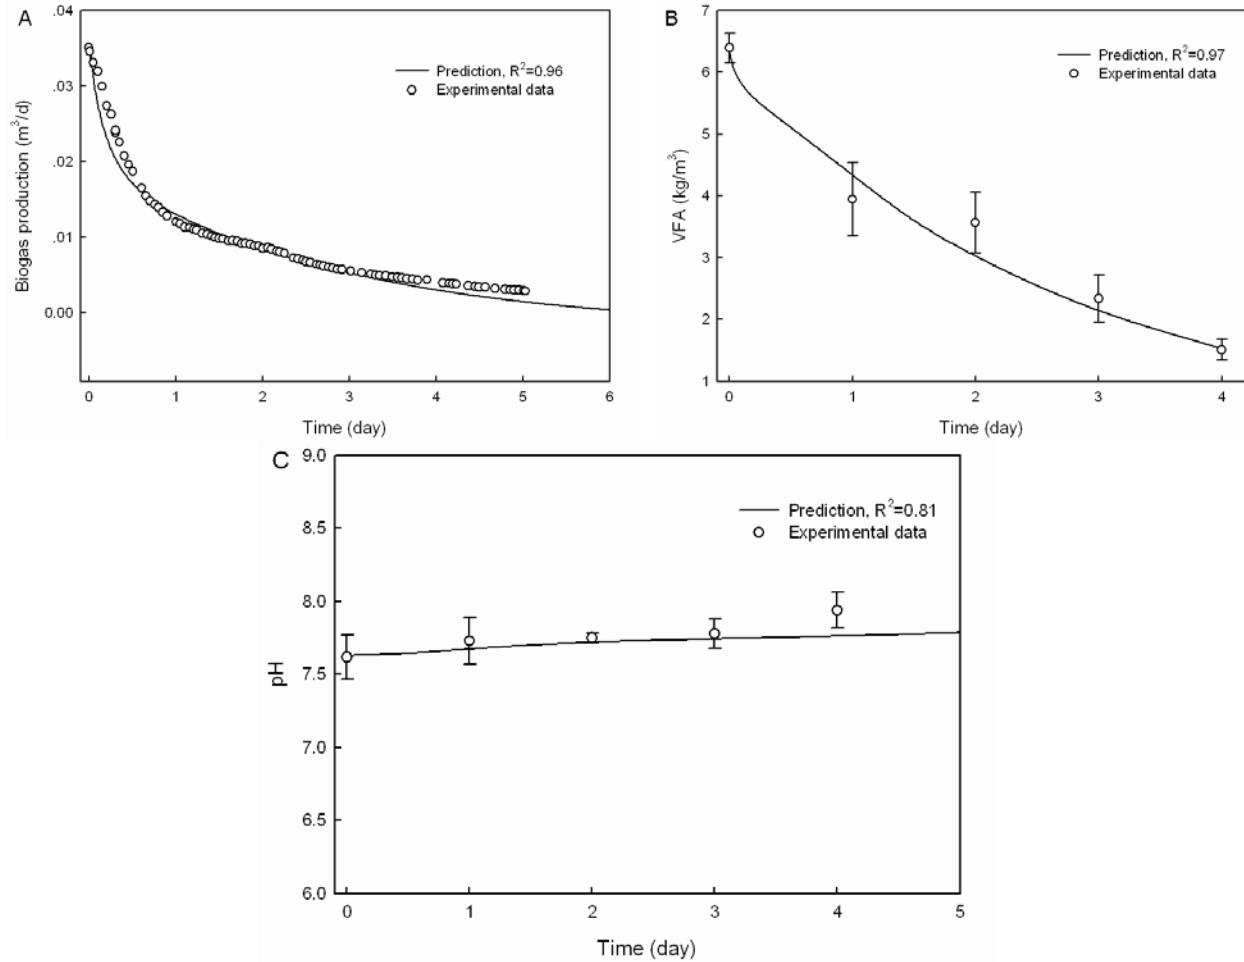 A
.04
.03
.02
.01
0.00
Biogas production (m³/d)
Prediction, R²=0.96
Experimental data
0 1 2 3 4 5 6
Time (day)
B
7
6
5
4
3
2
1
VFA (kg/m³)
Prediction, R²=0.97
Experimental data
0 1 2 3 4
Time (day)
C
9.0
8.5
8.0
7.5
7.0
6.5
6.0
pH
Prediction, R²=0.81
Experimental data
0 1 2 3 4 5
Time (day)